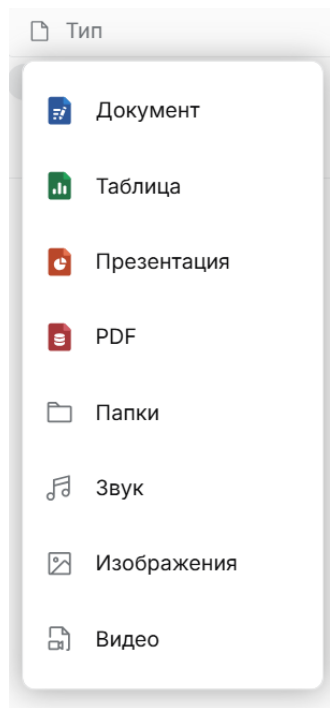 Тип
Документ
Таблица
Презентация
PDF
Папки
Звук
Изображения
Видео